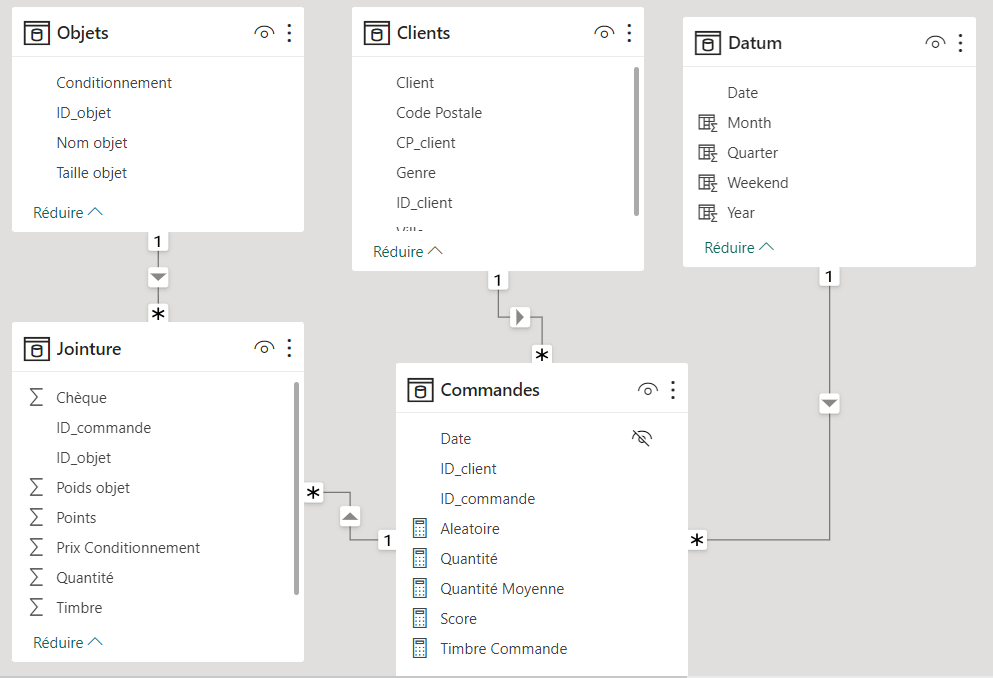 Objets
Conditionnement
ID_objet
Nom objet
Taille objet
Réduire
1
*
Clients
Client
Code Postale
CP_client
Genre
ID_client
Ville
Réduire
1
*
Datum
Date
Month
Quarter
Weekend
Year
Réduire
1
*
Jointure
Chèque
ID_commande
ID_objet
Poids objet
Points
Prix Conditionnement
Quantité
Timbre
Réduire
*
1
Commandes
Date
ID_client
ID_commande
Aleatoire
Quantité
Quantité Moyenne
Score
Timbre Commande